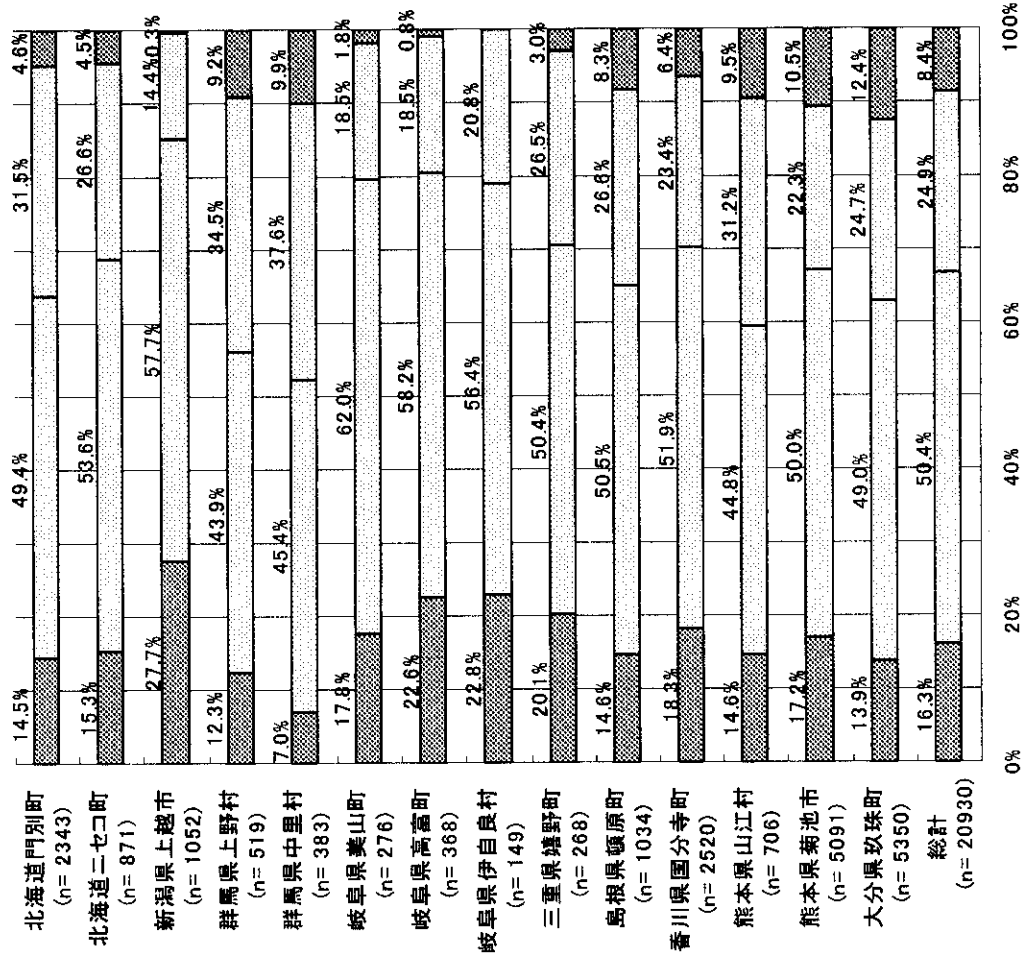 北海道門別町
(n= 2343)
14.5%
49.4%
31.5%
4.6%
北海道ニセコ町
(n= 871)
15.3%
53.6%
26.6%
4.5%
新潟県上越市
(n= 1052)
27.7%
57.7%
14.4%
0.3%
群馬県上野村
(n= 519)
12.3%
43.9%
34.5%
9.2%
群馬県中里村
(n= 383)
7.0%
45.4%
37.6%
9.9%
岐阜県美山町
(n= 276)
17.8%
62.0%
18.5%
1.8%
岐阜県高富町
(n= 368)
22.6%
58.2%
18.5%
0.8%
岐阜県伊自良村
(n= 149)
22.8%
56.4%
20.8%
三重県嬉野町
(n= 268)
20.1%
50.4%
26.5%
3.0%
島根県頓原町
(n= 1034)
14.6%
50.5%
26.6%
8.3%
香川県国分寺町
(n= 2520)
18.3%
51.9%
23.4%
6.4%
熊本県山江村
(n= 706)
14.6%
44.8%
31.2%
9.5%
熊本県菊池市
(n= 5091)
17.2%
50.0%
22.3%
10.5%
大分県玖珠町
(n= 5350)
13.9%
49.0%
24.7%
12.4%
総計
(n= 20930)
16.3%
50.4%
24.9%
8.4%
0%
20%
40%
60%
80%
100%